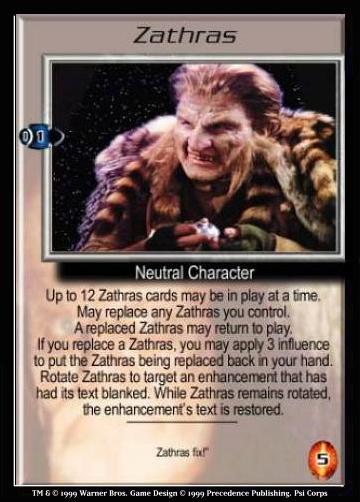 Zathras
0 1
Neutral Character
Up to 12 Zathras cards may be in play at a time.
May replace any Zathras you control.
A replaced Zathras may return to play.
If you replace a Zathras, you may apply 3 influence
to put the Zathras being replaced back in your hand.
Rotate Zathras to target an enhancement that has
had its text blanked. While Zathras remains rotated,
the enhancement's text is restored.
Zathras fix!"
5
TM & © 1999 Warner Bros. Game Design © 1999 Precedence Publishing. Psi Corps